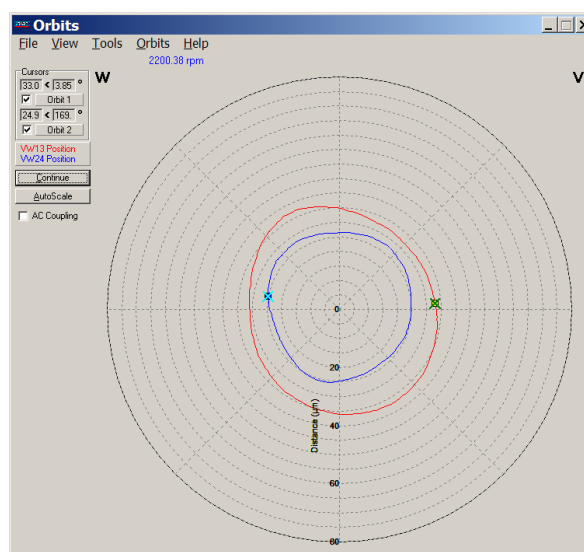 Orbits
File View Tools Orbits Help
2200.38 rpm
Cursors
33.0 < 3.85 °
Orbit 1
24.9 < 169. °
Orbit 2
VW13 Position
VW24 Position
Continue
AutoScale
AC Coupling
W
V
0
20
40
60
80
Distance (µm)